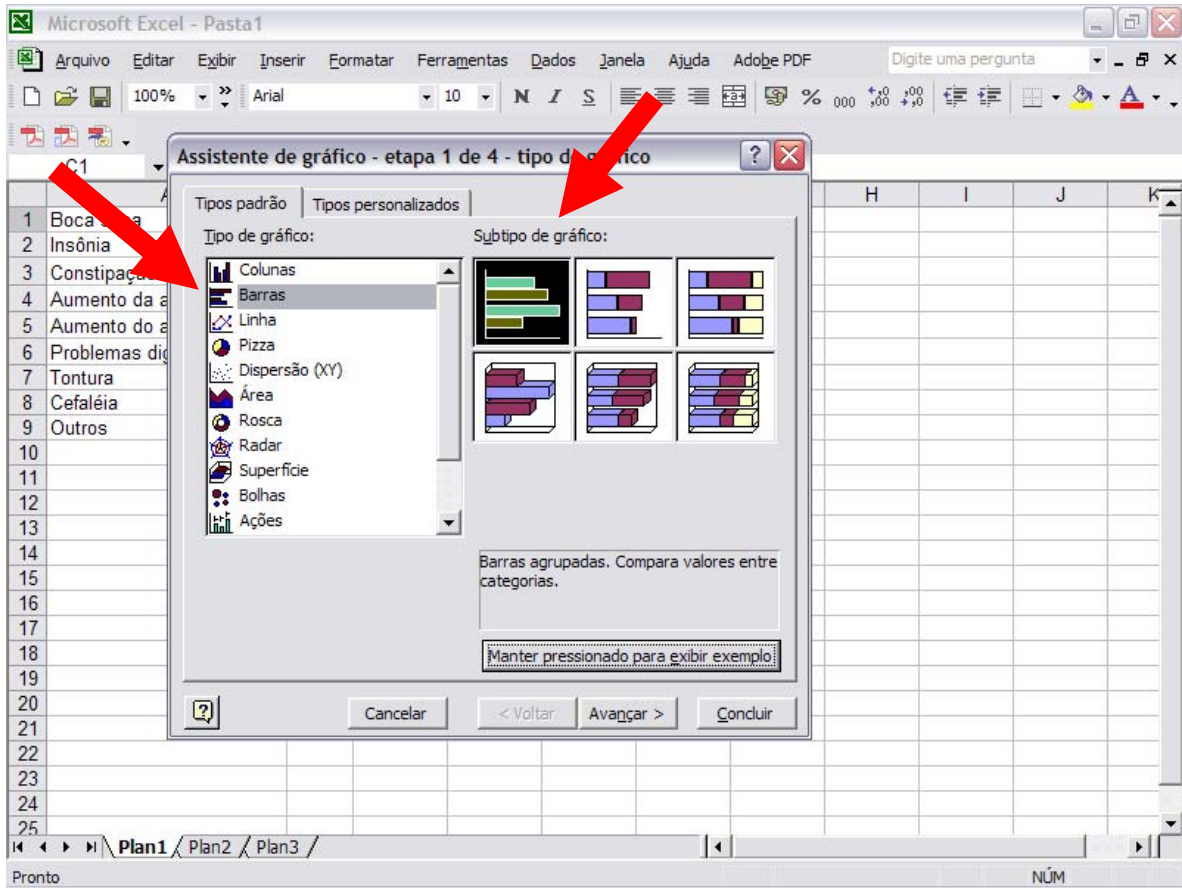 Microsoft Excel - Pasta1
Arquivo Editar Exibir Inserir Formatar Ferramentas Dados Janela Ajuda Adobe PDF Digite uma pergunta
100% Arial 10 N I S % 000 ,00 ,00
C1
Assistente de gráfico - etapa 1 de 4 - tipo de gráfico
H I J K
Tipos padrão Tipos personalizados
Tipo de gráfico: Subtipo de gráfico:
1 Boca
2 Insônia
3 Constipaç
4 Aumento da a
5 Aumento do a
6 Problemas dig
7 Tontura
8 Cefaléia
9 Outros
10
11
12
13
14
15
16
17
18
19
20
21
22
23
24
25
Colunas
Barras
Linha
Pizza
Dispersão (XY)
Área
Rosca
Radar
Superfície
Bolhas
Ações
Barras agrupadas. Compara valores entre
categorias.
Manter pressionado para exibir exemplo
Cancelar < Voltar Avançar > Concluir
Plan1 Plan2 Plan3
Pronto NÚM